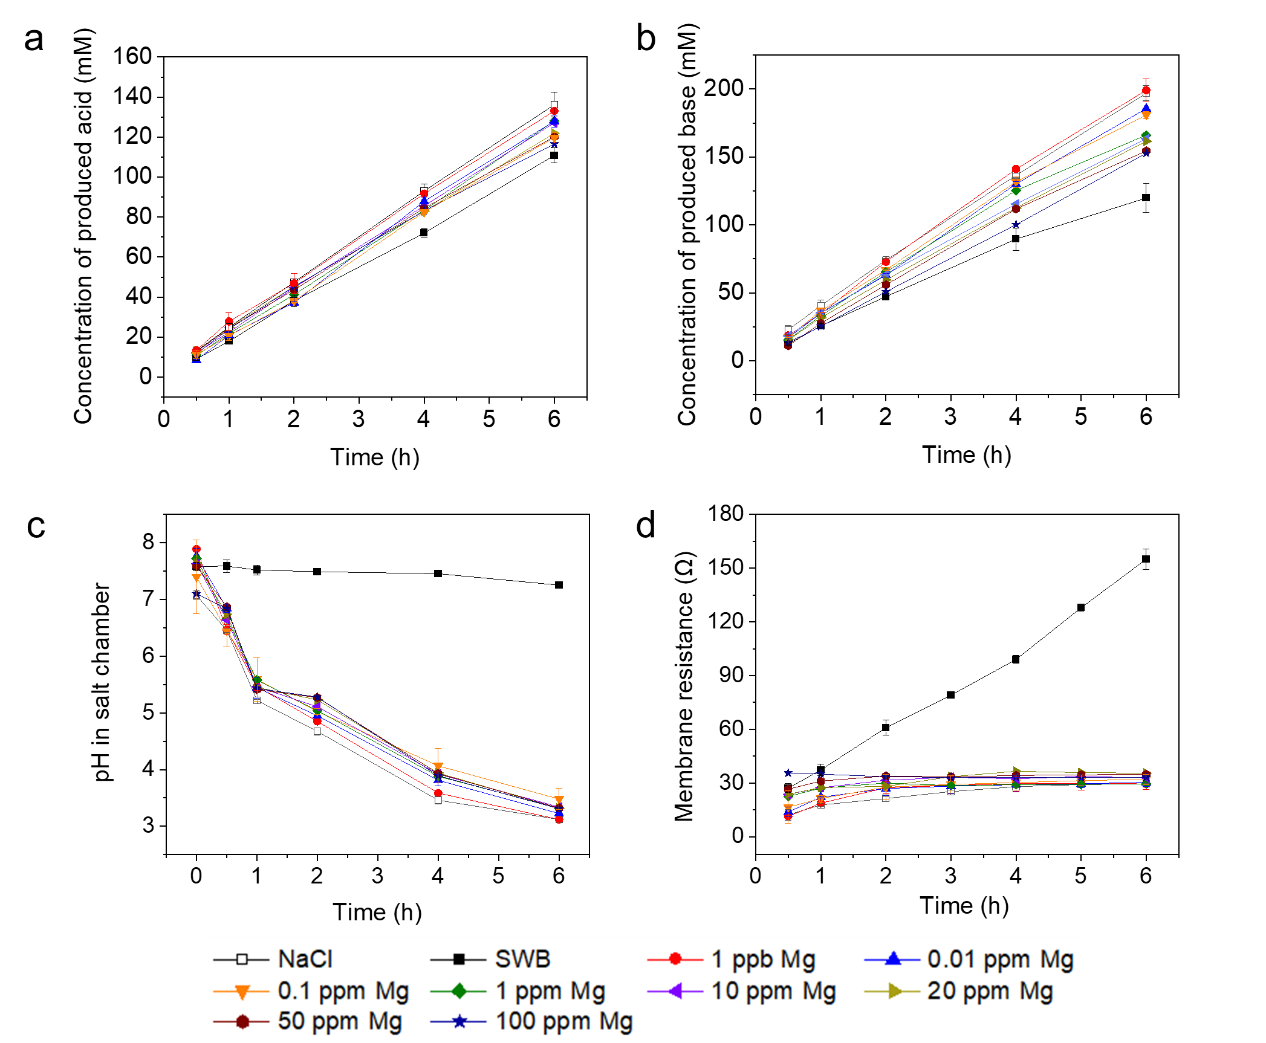 a
Concentration of produced acid (mM)
160
140
120
100
80
60
40
20
0
0 1 2 3 4 5 6
Time (h)
b
Concentration of produced base (mM)
200
150
100
50
0
0 1 2 3 4 5 6
Time (h)
c
pH in salt chamber
8
7
6
5
4
3
0 1 2 3 4 5 6
Time (h)
d
Membrane resistance (Ω)
180
150
120
90
60
30
0
0 1 2 3 4 5 6
Time (h)
NaCl SWB 1 ppb Mg 0.01 ppm Mg
0.1 ppm Mg 1 ppm Mg 10 ppm Mg 20 ppm Mg
50 ppm Mg 100 ppm Mg